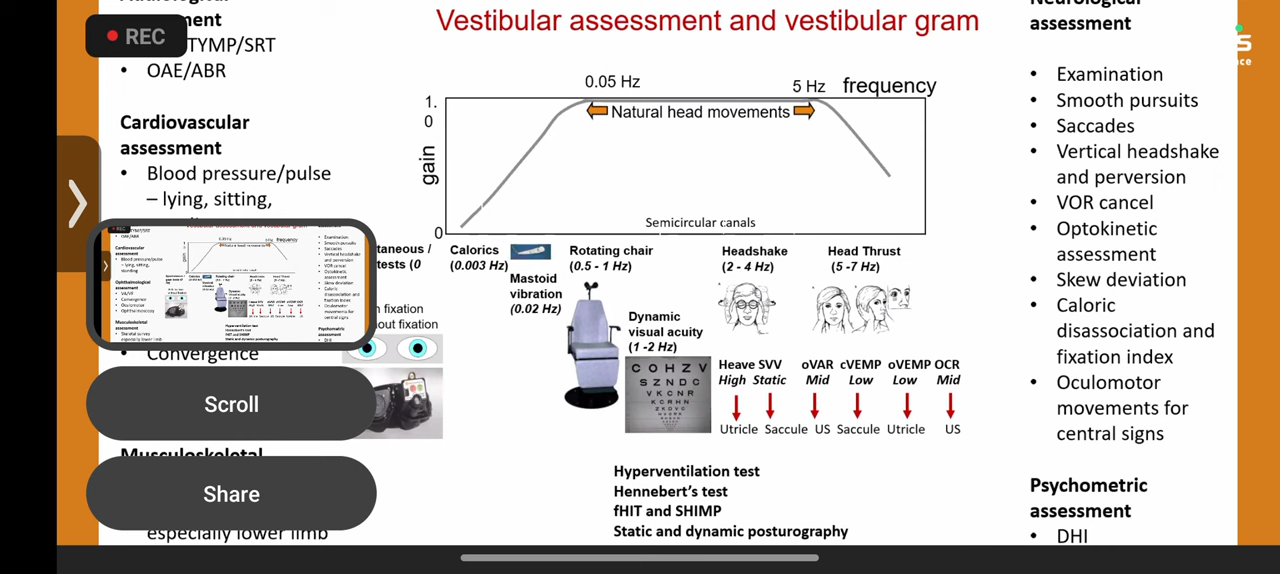 Vestibular assessment and vestibular gram
REC
TYMP/SRT
• OAE/ABR
Cardiovascular
assessment
• Blood pressure/pulse
– lying, sitting,
Convergence
Scroll
Musculoskeletal
Share
especially lower limb
0.05 Hz
5 Hz
frequency
1.
0
Natural head movements
gain
Semicircular canals
0
taneous /
tests (0
fixation
out fixation
Calorics
(0.003 Hz)
Mastoid
vibration
(0.02 Hz)
Rotating chair
(0.5 - 1 Hz)
Dynamic
visual acuity
(1 -2 Hz)
Headshake
(2 - 4 Hz)
Head Thrust
(5 -7 Hz)
C O H Z V
S Z N D C
V K C N R
K C R H N
Z K D V C
Heave SVV oVAR cVEMP oVEMP OCR
High Static Mid Low Low Mid
Utricle Saccule US Saccule Utricle US
Hyperventilation test
Hennebert's test
fHIT and SHIMP
Static and dynamic posturography
Neurological
assessment
• Examination
• Smooth pursuits
• Saccades
• Vertical headshake
and perversion
• VOR cancel
• Optokinetic
assessment
• Skew deviation
• Caloric
disassociation and
fixation index
• Oculomotor
movements for
central signs
Psychometric
assessment
• DHI